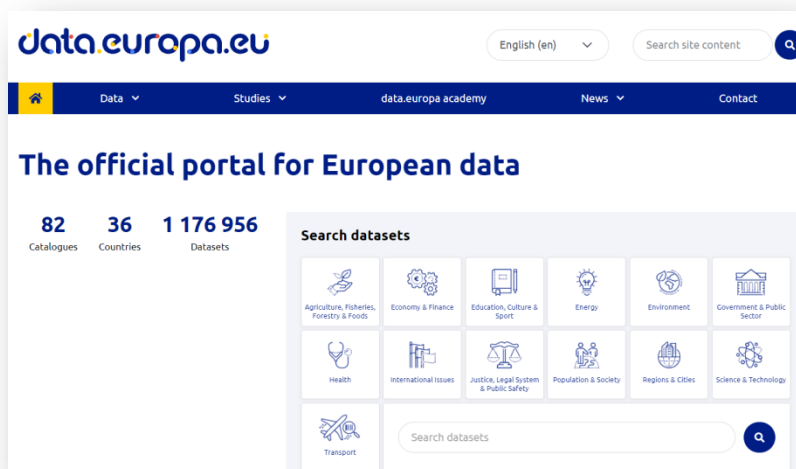 data.europa.eu
English (en)
Search site content
Data
Studies
data.europa academy
News
Contact
The official portal for European data
82
Catalogues
36
Countries
1 176 956
Datasets
Search datasets
Agriculture, Fisheries,
Forestry & Foods
Economy & Finance
Education, Culture &
Sport
Energy
Environment
Government & Public
Sector
Health
International Issues
Justice, Legal System
& Public Safety
Population & Society
Regions & Cities
Science & Technology
Transport
Search datasets